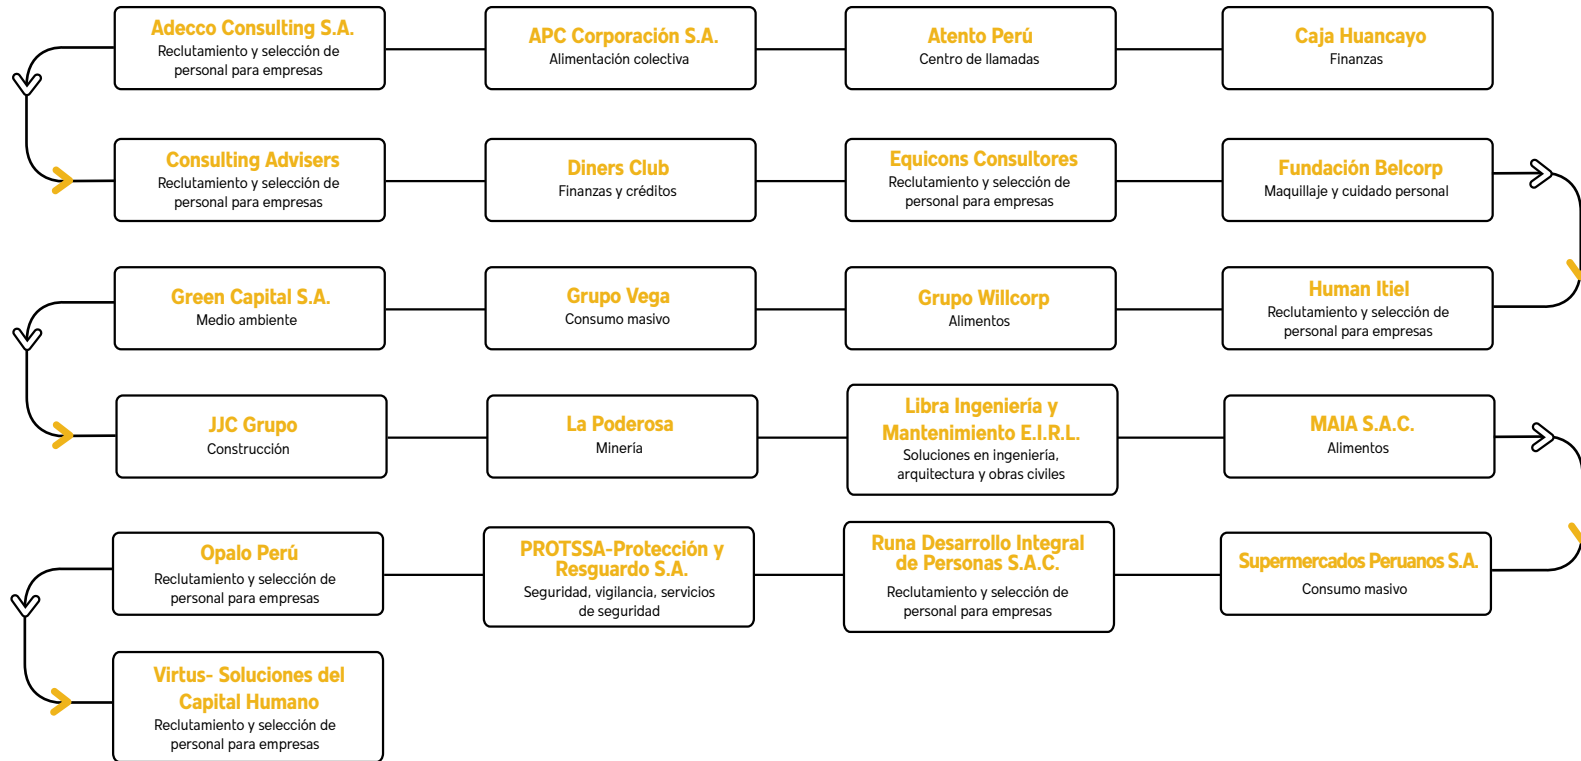 Adecco Consulting S.A.
Reclutamiento y selección de
personal para empresas
APC Corporación S.A.
Alimentación colectiva
Atento Perú
Centro de llamadas
Caja Huancayo
Finanzas
Consulting Advisers
Reclutamiento y selección de
personal para empresas
Diners Club
Finanzas y créditos
Equicons Consultores
Reclutamiento y selección de
personal para empresas
Fundación Belcorp
Maquillaje y cuidado personal
Green Capital S.A.
Medio ambiente
Grupo Vega
Consumo masivo
Grupo Willcorp
Alimentos
Human Itiel
Reclutamiento y selección de
personal para empresas
JJC Grupo
Construcción
La Poderosa
Minería
Libra Ingeniería y
Mantenimiento E.I.R.L.
Soluciones en ingeniería,
arquitectura y obras civiles
MAIA S.A.C.
Alimentos
Opalo Perú
Reclutamiento y selección de
personal para empresas
PROTSSA-Protección y
Resguardo S.A.
Seguridad, vigilancia, servicios
de seguridad
Runa Desarrollo Integral
de Personas S.A.C.
Reclutamiento y selección de
personal para empresas
Supermercados Peruanos S.A.
Consumo masivo
Virtus- Soluciones del
Capital Humano
Reclutamiento y selección de
personal para empresas